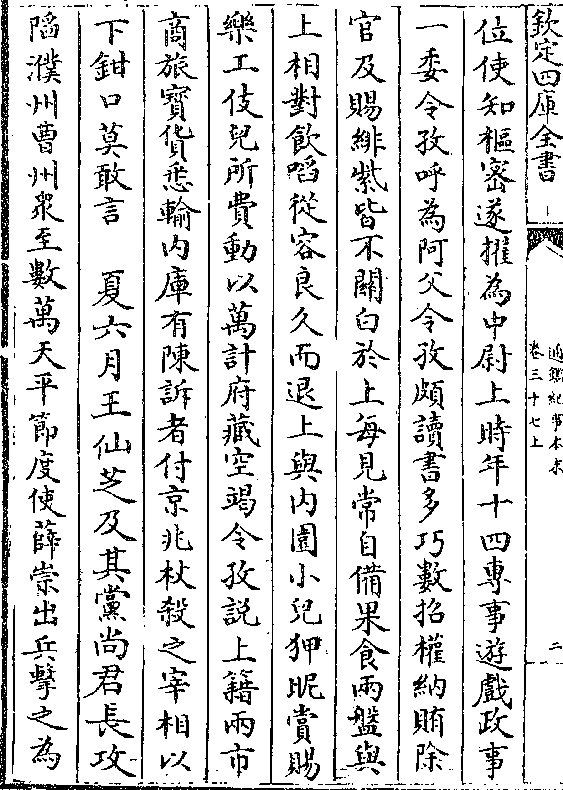 欽定四庫全書
通鑑紀事本末
卷三十七上
二
位使知樞密遂擢為中尉上時年十四專事遊戲政事
一委令孜呼為阿父令孜頗讀書多巧數招權納賄除
官及賜緋紫皆不關白於上每見常自備果食兩盤與
上相對飲啗從容良久而退上與内園小兒狎昵賞賜
樂工伎兒所費動以萬計府藏空竭令孜説上籍兩市
商旅寶貨悉輸内庫有陳訴者付京兆杖殺之宰相以
下鉗口莫敢言　夏六月王仙芝及其黨尚君長攻
陷濮州曹州衆至數萬天平節度使薛崇出兵擊之為